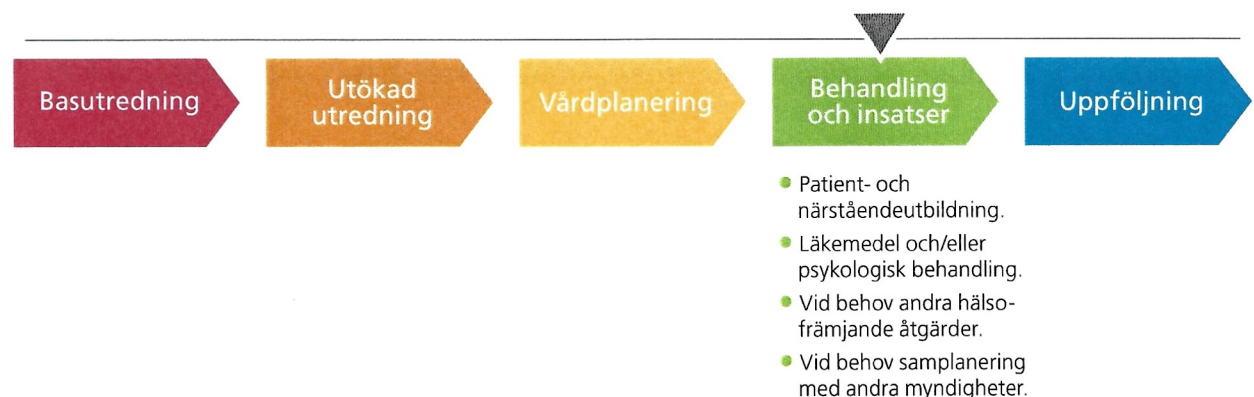 Basutredning
Utökad
utredning
Vårdplanering
Behandling
och insatser
Uppföljning
Patient- och
närståendeutbildning.
Läkemedel och/eller
psykologisk behandling.
Vid behov andra hälso-
främjande åtgärder.
Vid behov samplanering
med andra myndigheter.